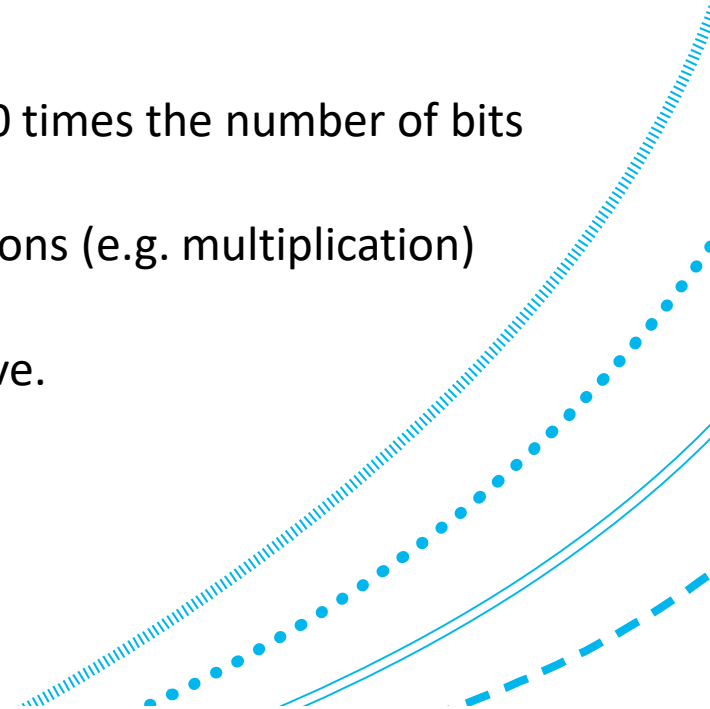 0 times the number of bits
ons (e.g. multiplication)
ve.